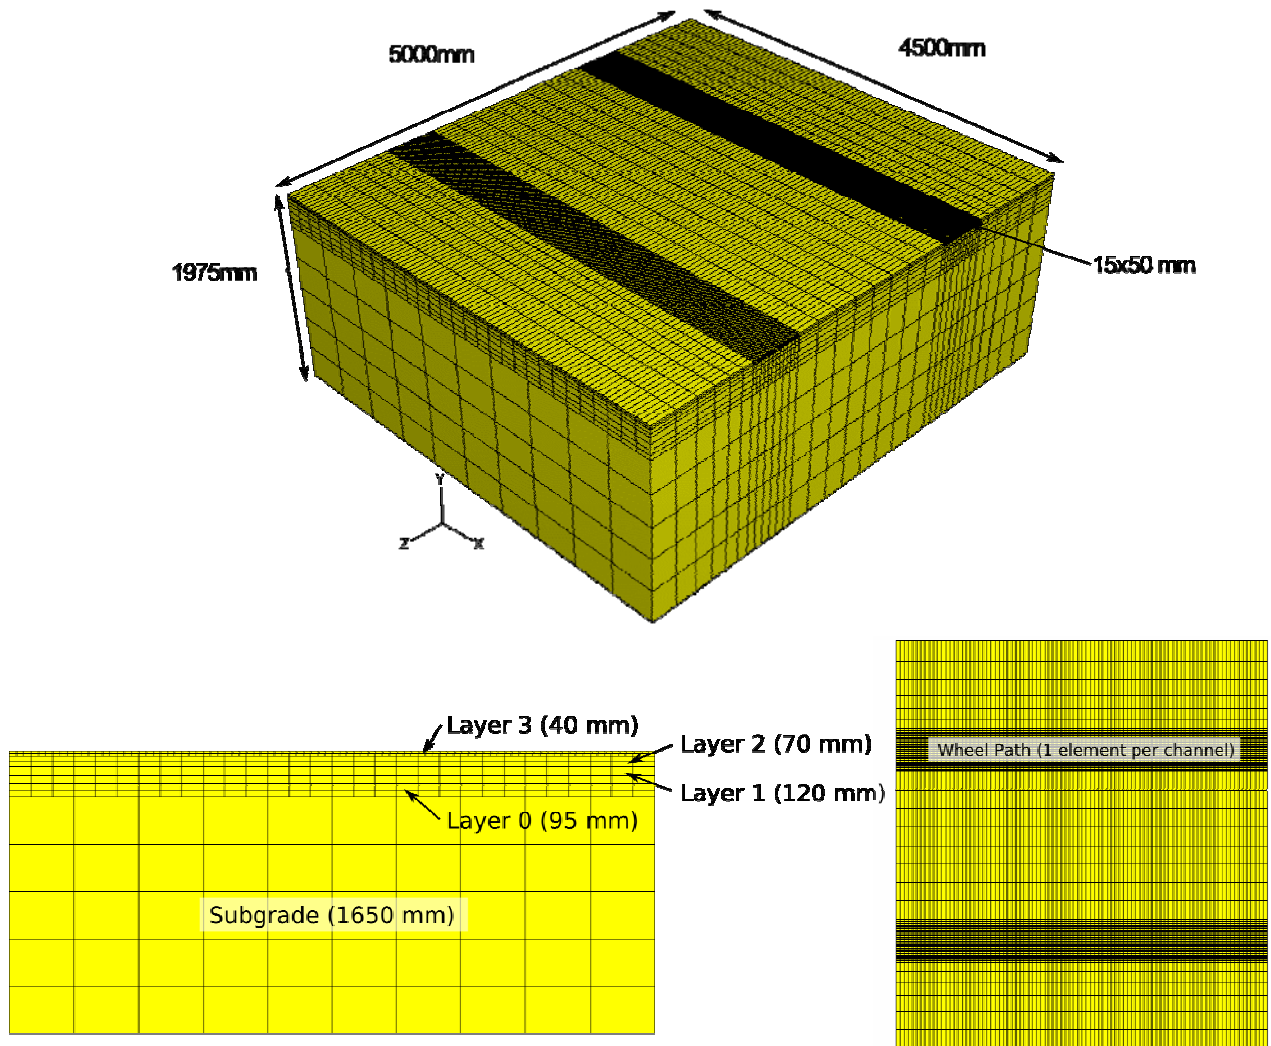 5000mm
4500mm
1975mm
15x50 mm
Y
Z
X
Layer 3 (40 mm)
Layer 2 (70 mm)
Layer 1 (120 mm)
Layer 0 (95 mm)
Subgrade (1650 mm)
Wheel Path (1 element per channel)